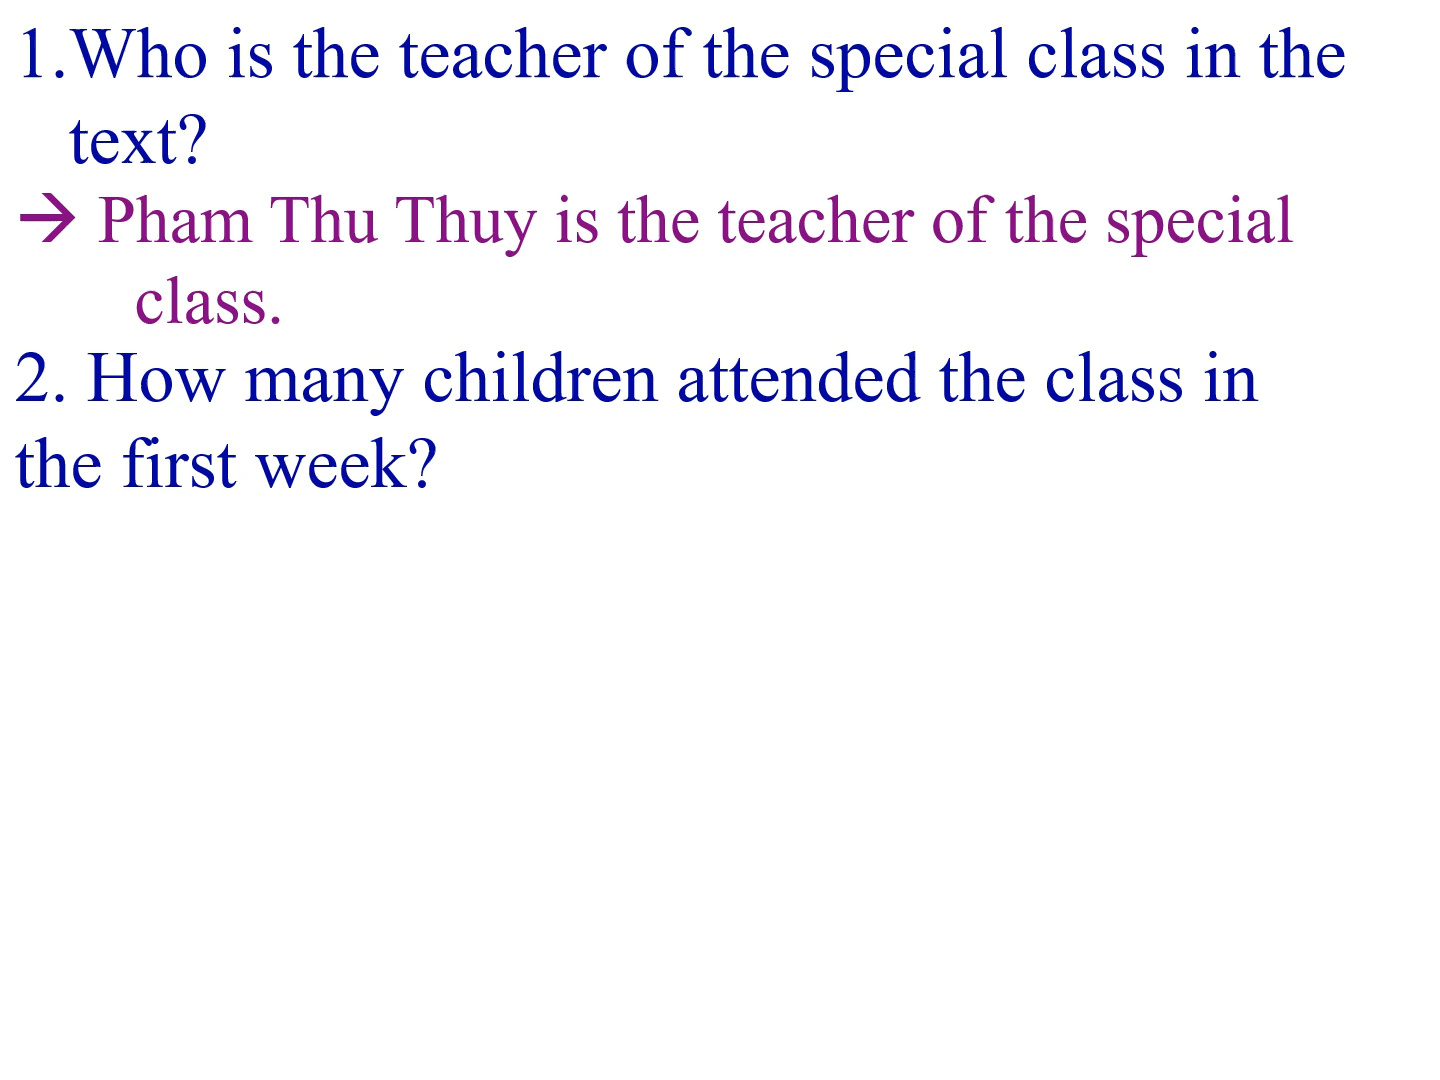 1.Who is the teacher of the special class in the
text?
→ Pham Thu Thuy is the teacher of the special
class.
2. How many children attended the class in
the first week?